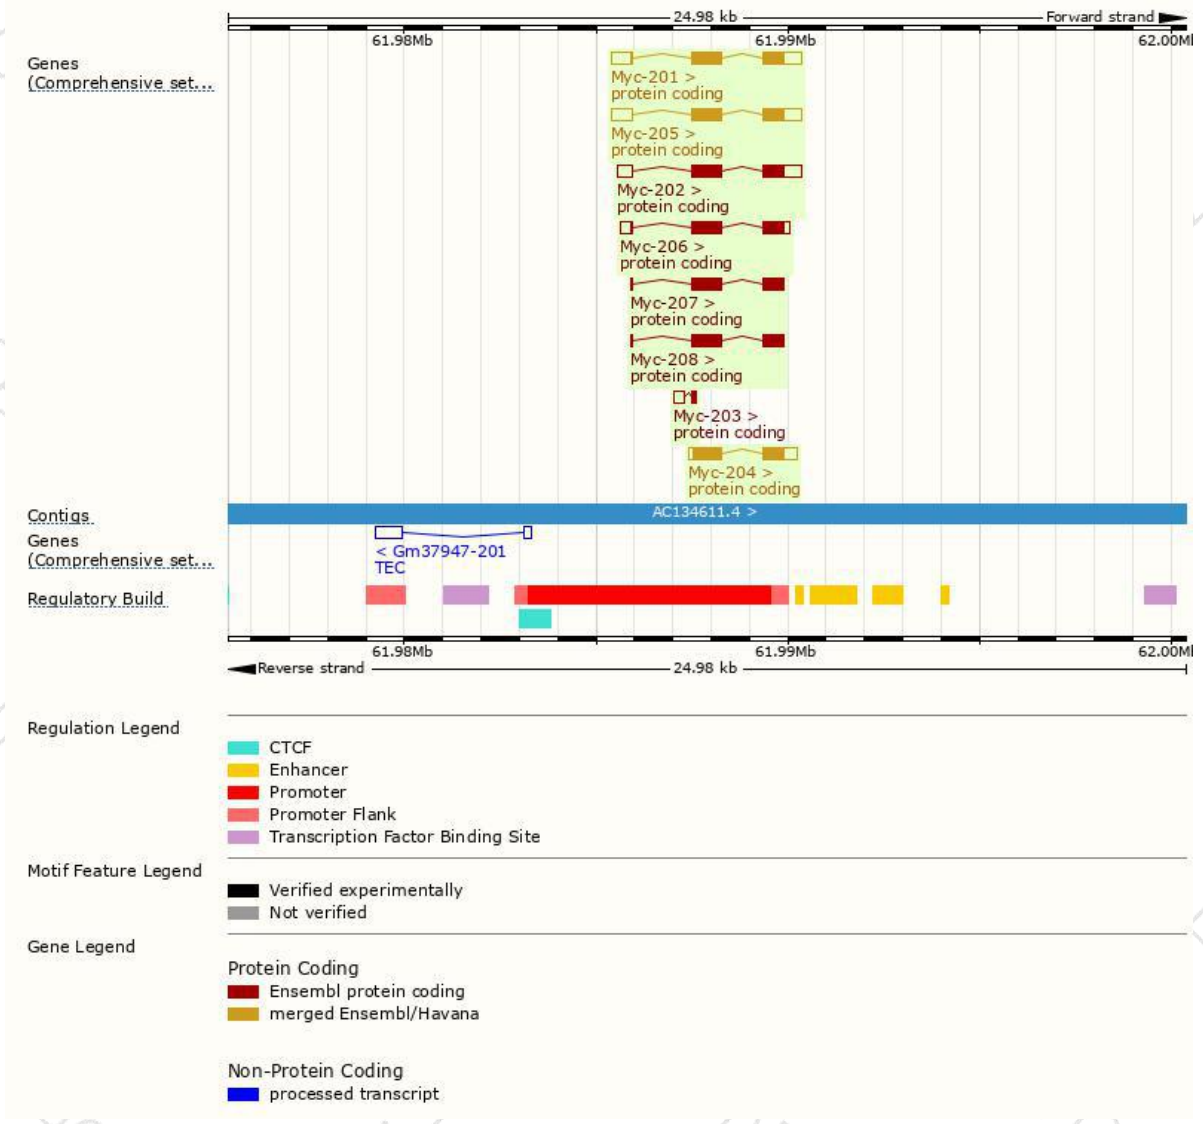 24.98 kb Forward strand
61.98Mb 61.99Mb 62.00Ml
Genes
(Comprehensive set...
Myc-201 >
protein coding
Myc-205 >
protein coding
Myc-202 >
protein coding
Myc-206 >
protein coding
Myc-207 >
protein coding
Myc-208 >
protein coding
Myc-203 >
protein coding
Myc-204 >
protein coding
Contigs
AC134611.4 >
Genes
(Comprehensive set...
< Gm37947-201
TEC
Regulatory Build
61.98Mb 61.99Mb 62.00Ml
Reverse strand 24.98 kb
Regulation Legend
CTCF
Enhancer
Promoter
Promoter Flank
Transcription Factor Binding Site
Motif Feature Legend
Verified experimentally
Not verified
Gene Legend
Protein Coding
Ensembl protein coding
merged Ensembl/Havana
Non-Protein Coding
processed transcript